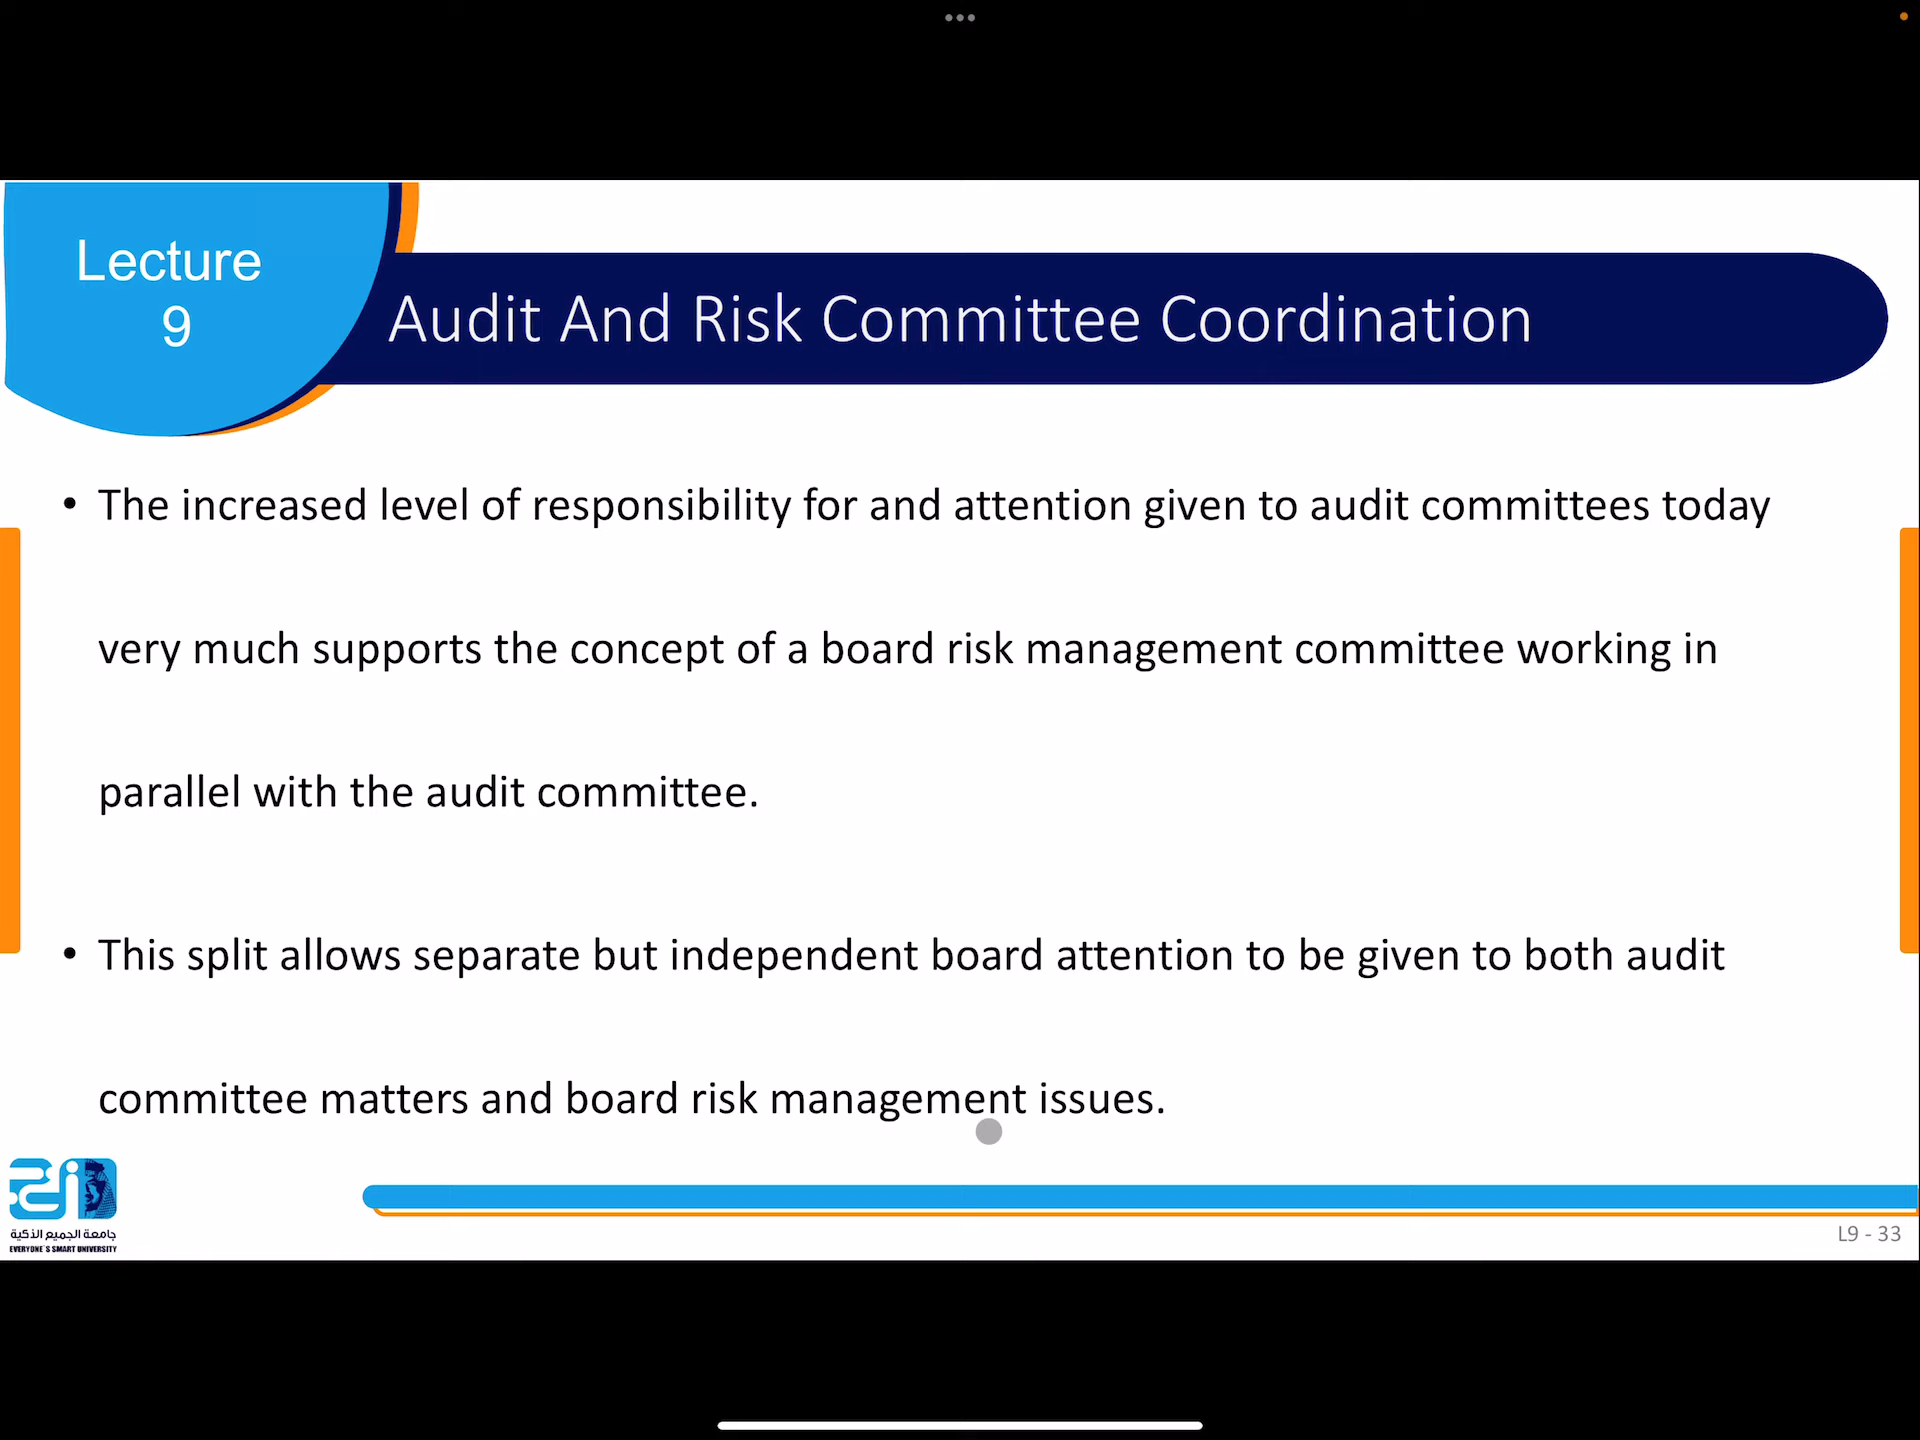 Lecture
9
Audit And Risk Committee Coordination
• The increased level of responsibility for and attention given to audit committees today
very much supports the concept of a board risk management committee working in
parallel with the audit committee.
• This split allows separate but independent board attention to be given to both audit
committee matters and board risk management issues.
جامعة الجميع الذكية
EVERYONE'S SMART UNIVERSITY
L9 - 33